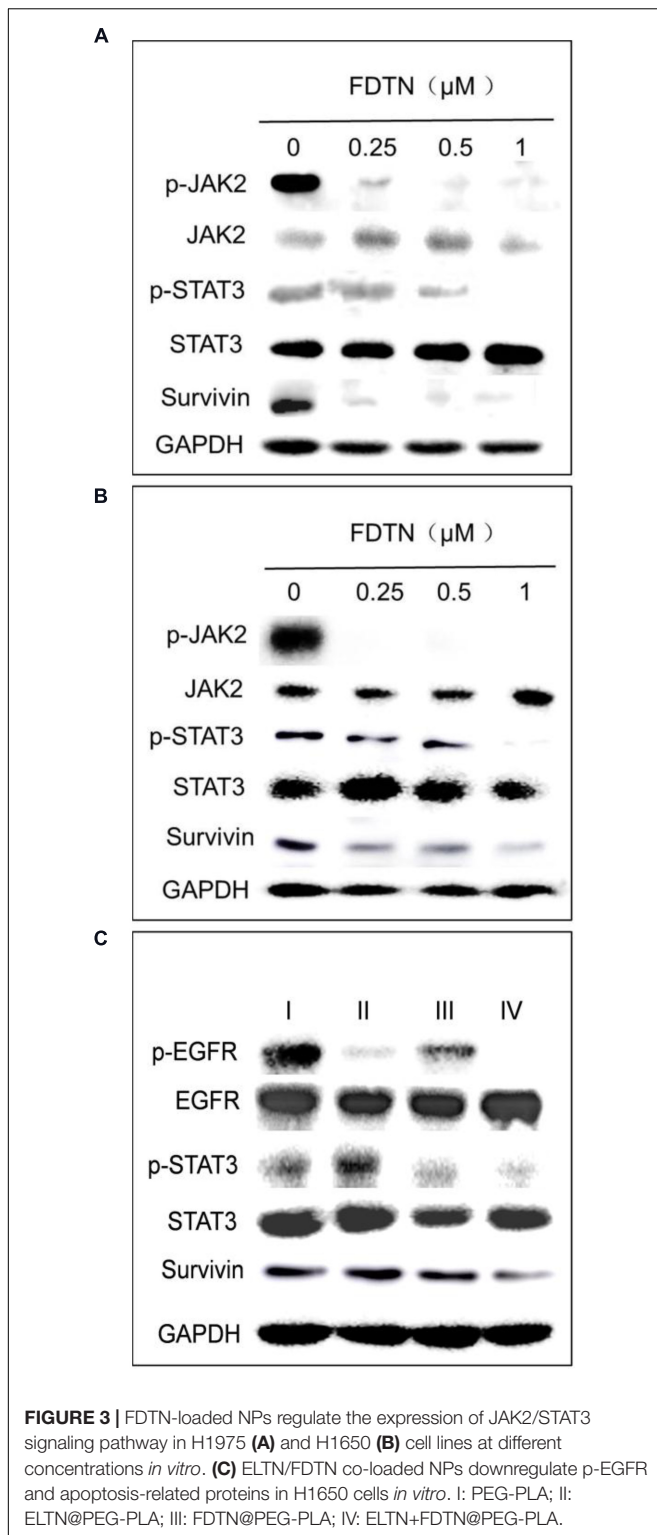 A
FDTN（μM）
0 0.25 0.5 1
p-JAK2
JAK2
p-STAT3
STAT3
Survivin
GAPDH
B
FDTN（μM）
0 0.25 0.5 1
p-JAK2
JAK2
p-STAT3
STAT3
Survivin
GAPDH
C
I II III IV
p-EGFR
EGFR
p-STAT3
STAT3
Survivin
GAPDH
FIGURE 3 | FDTN-loaded NPs regulate the expression of JAK2/STAT3
signaling pathway in H1975 (A) and H1650 (B) cell lines at different
concentrations in vitro. (C) ELTN/FDTN co-loaded NPs downregulate p-EGFR
and apoptosis-related proteins in H1650 cells in vitro. I: PEG-PLA; II:
ELTN@PEG-PLA; III: FDTN@PEG-PLA; IV: ELTN+FDTN@PEG-PLA.